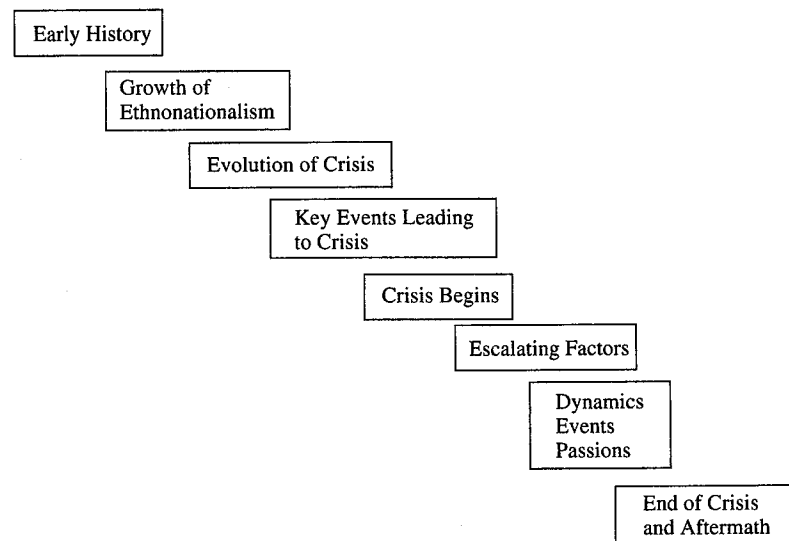 Early History
Growth of
Ethnonationalism
Evolution of Crisis
Key Events Leading
to Crisis
Crisis Begins
Escalating Factors
Dynamics
Events
Passions
End of Crisis
and Aftermath